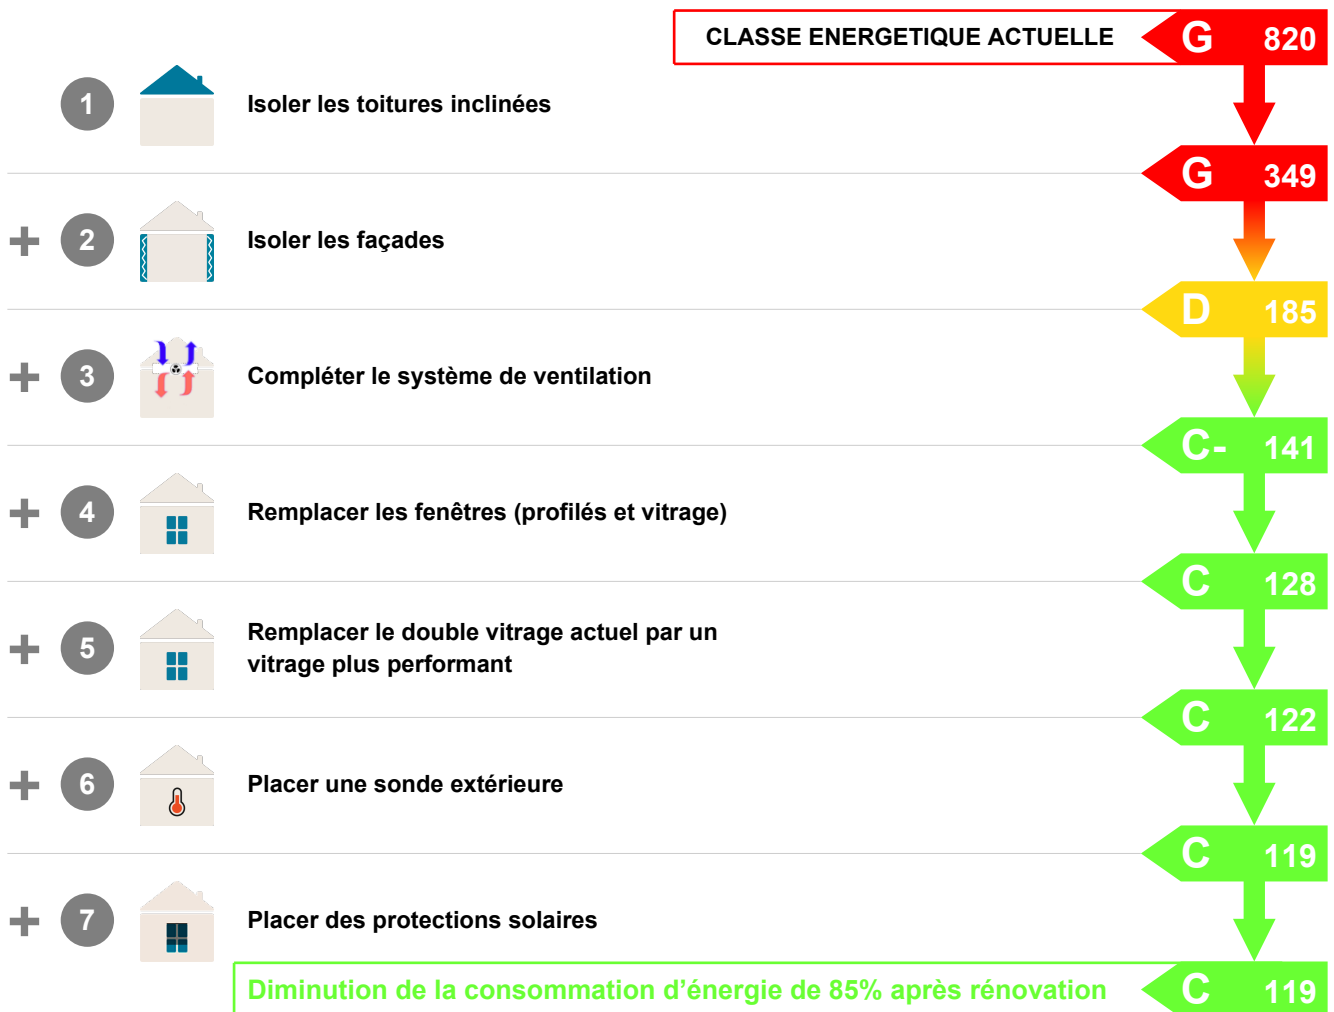 CLASSE ENERGETIQUE ACTUELLE G 820
1 Isoler les toitures inclinées
G 349
+ 2 Isoler les façades
D 185
+ 3 Compléter le système de ventilation
C- 141
+ 4 Remplacer les fenêtres (profilés et vitrage)
C 128
+ 5 Remplacer le double vitrage actuel par un
vitrage plus performant
C 122
+ 6 Placer une sonde extérieure
C 119
+ 7 Placer des protections solaires
Diminution de la consommation d’énergie de 85% après rénovation C 119